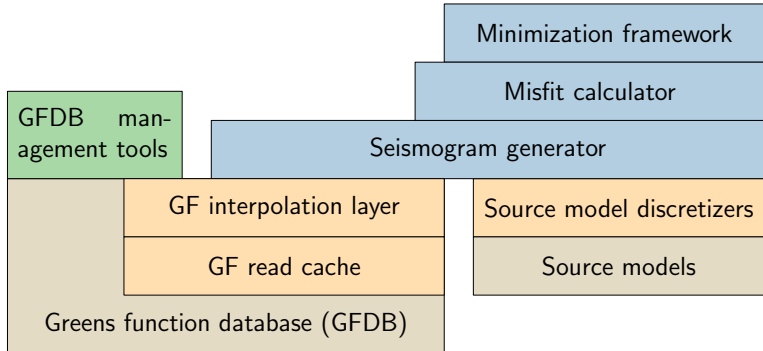 Minimization framework
Misfit calculator
GFDB man-
agement tools
Seismogram generator
GF interpolation layer
Source model discretizers
GF read cache
Source models
Greens function database (GFDB)